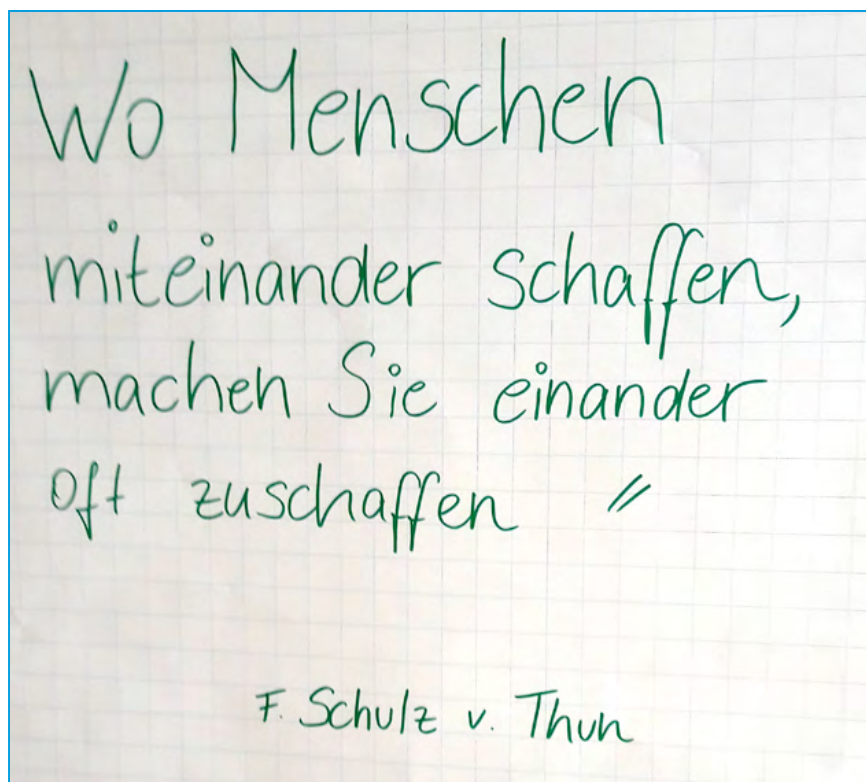 Wo Menschen
miteinander schaffen,
machen Sie einander
oft zuschaffen "
F. Schulz v. Thun